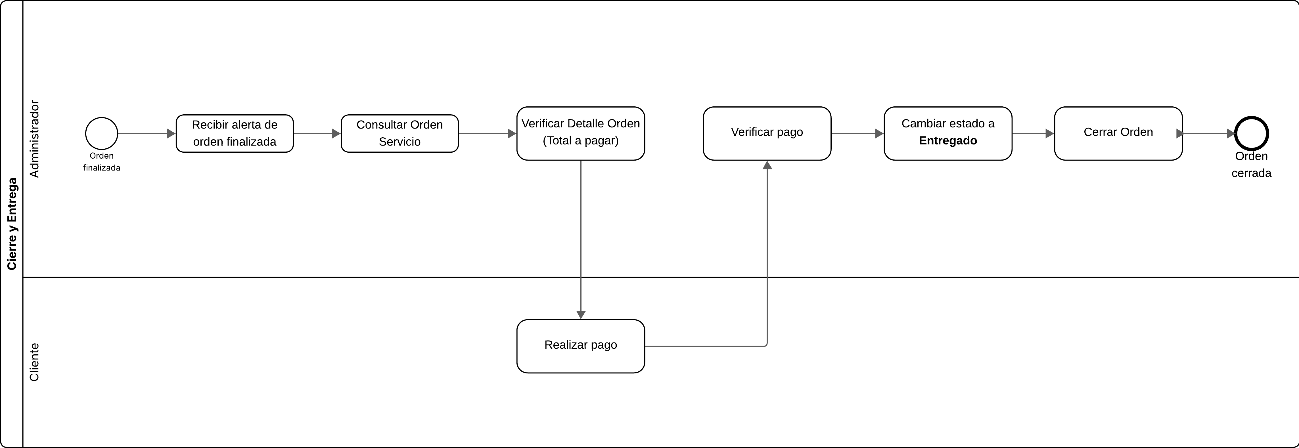 Cierre y Entrega
Administrador
Orden
finalizada
Recibir alerta de
orden finalizada
Consultar Orden
Servicio
Verificar Detalle Orden
(Total a pagar)
Verificar pago
Cambiar estado a
Entregado
Cerrar Orden
Orden
cerrada
Cliente
Realizar pago